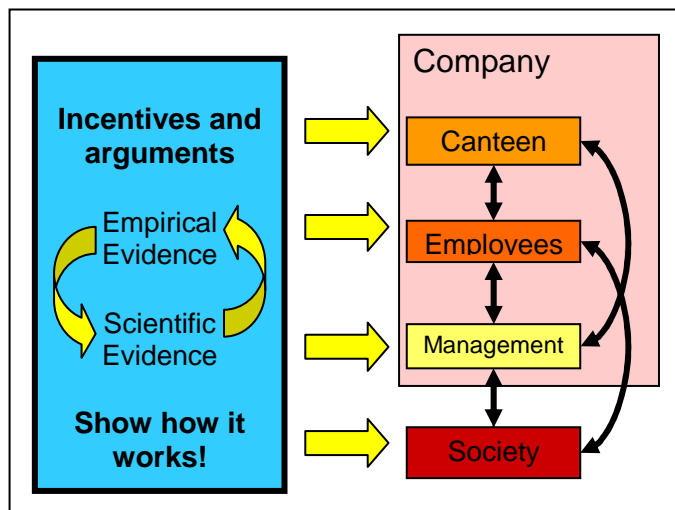 Incentives and
arguments
Empirical
Evidence
Scientific
Evidence
Show how it
works!
Company
Canteen
Employees
Management
Society